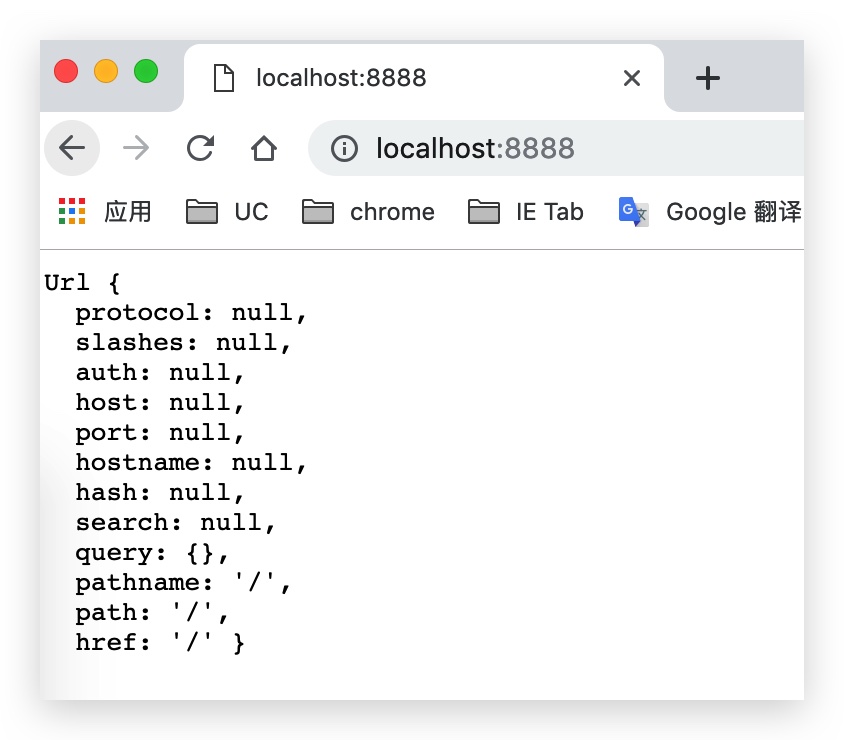 localhost:8888
localhost:8888
应用 UC chrome IE Tab Google 翻译
Url {
  protocol: null,
  slashes: null,
  auth: null,
  host: null,
  port: null,
  hostname: null,
  hash: null,
  search: null,
  query: {},
  pathname: '/',
  path: '/',
  href: '/' }